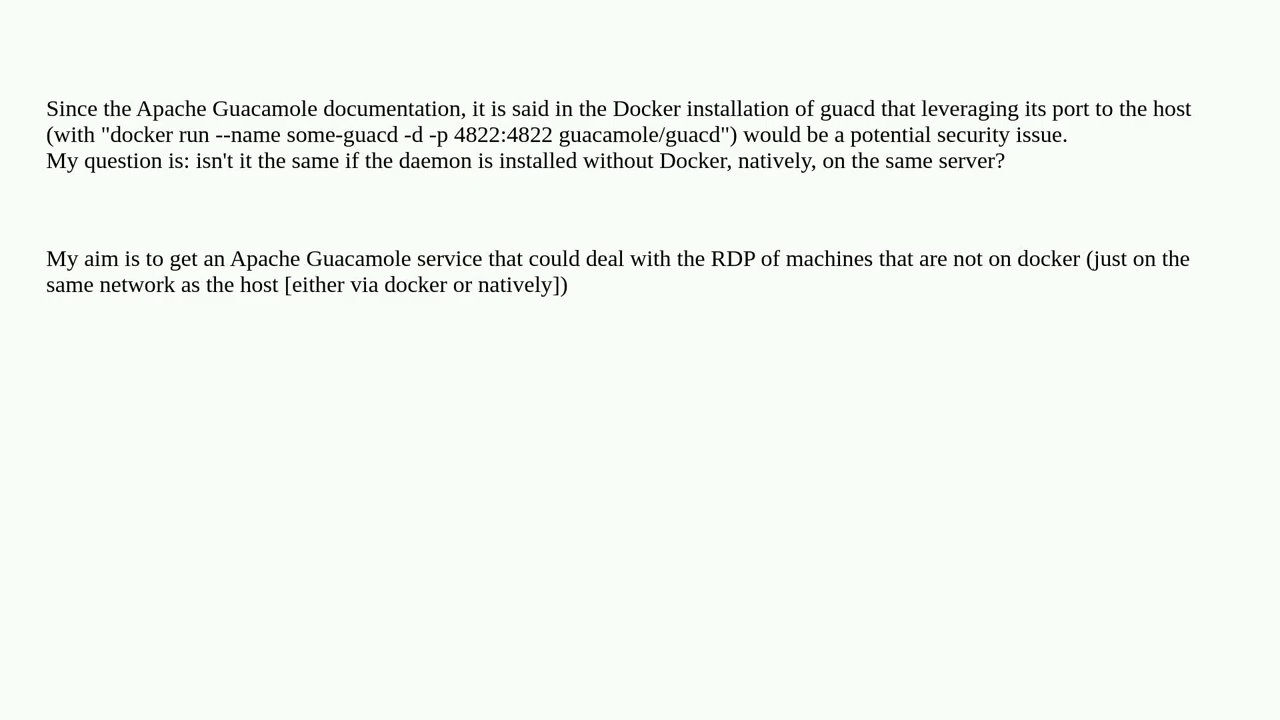 Since the Apache Guacamole documentation, it is said in the Docker installation of guacd that leveraging its port to the host
(with "docker run --name some-guacd -d -p 4822:4822 guacamole/guacd") would be a potential security issue.
My question is: isn't it the same if the daemon is installed without Docker, natively, on the same server?
My aim is to get an Apache Guacamole service that could deal with the RDP of machines that are not on docker (just on the
same network as the host [either via docker or natively])